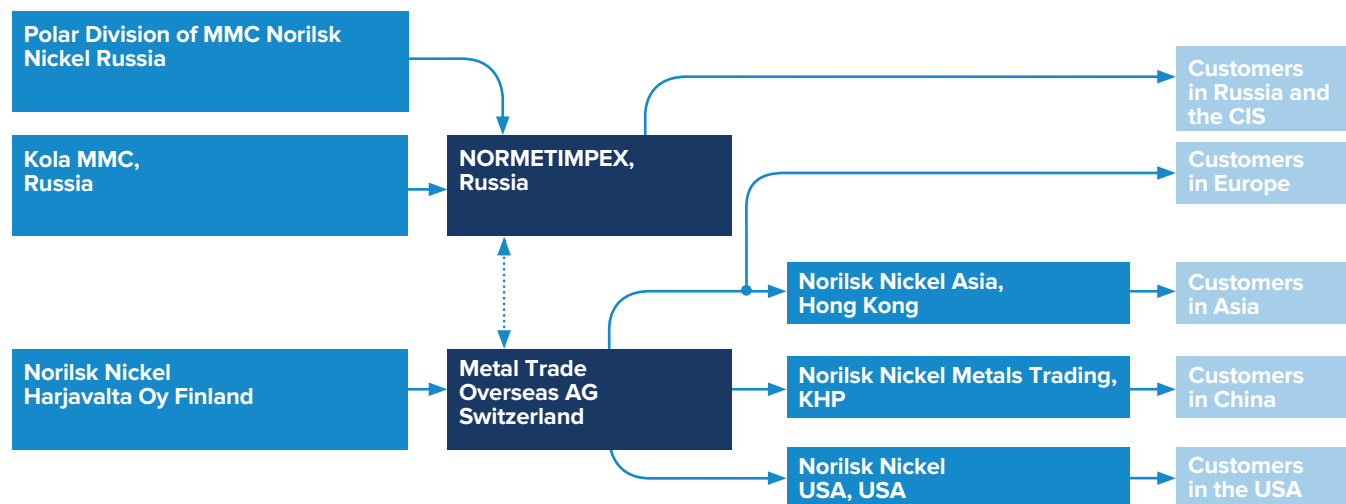 Polar Division of MMC Norilsk
Nickel Russia
Kola MMC,
Russia
Norilsk Nickel
Harjavalta Oy Finland
NORMETIMPEX,
Russia
Metal Trade
Overseas AG
Switzerland
Norilsk Nickel Asia,
Hong Kong
Norilsk Nickel Metals Trading,
KHP
Norilsk Nickel
USA, USA
Customers
in Russia and
the CIS
Customers
in Europe
Customers
in Asia
Customers
in China
Customers
in the USA